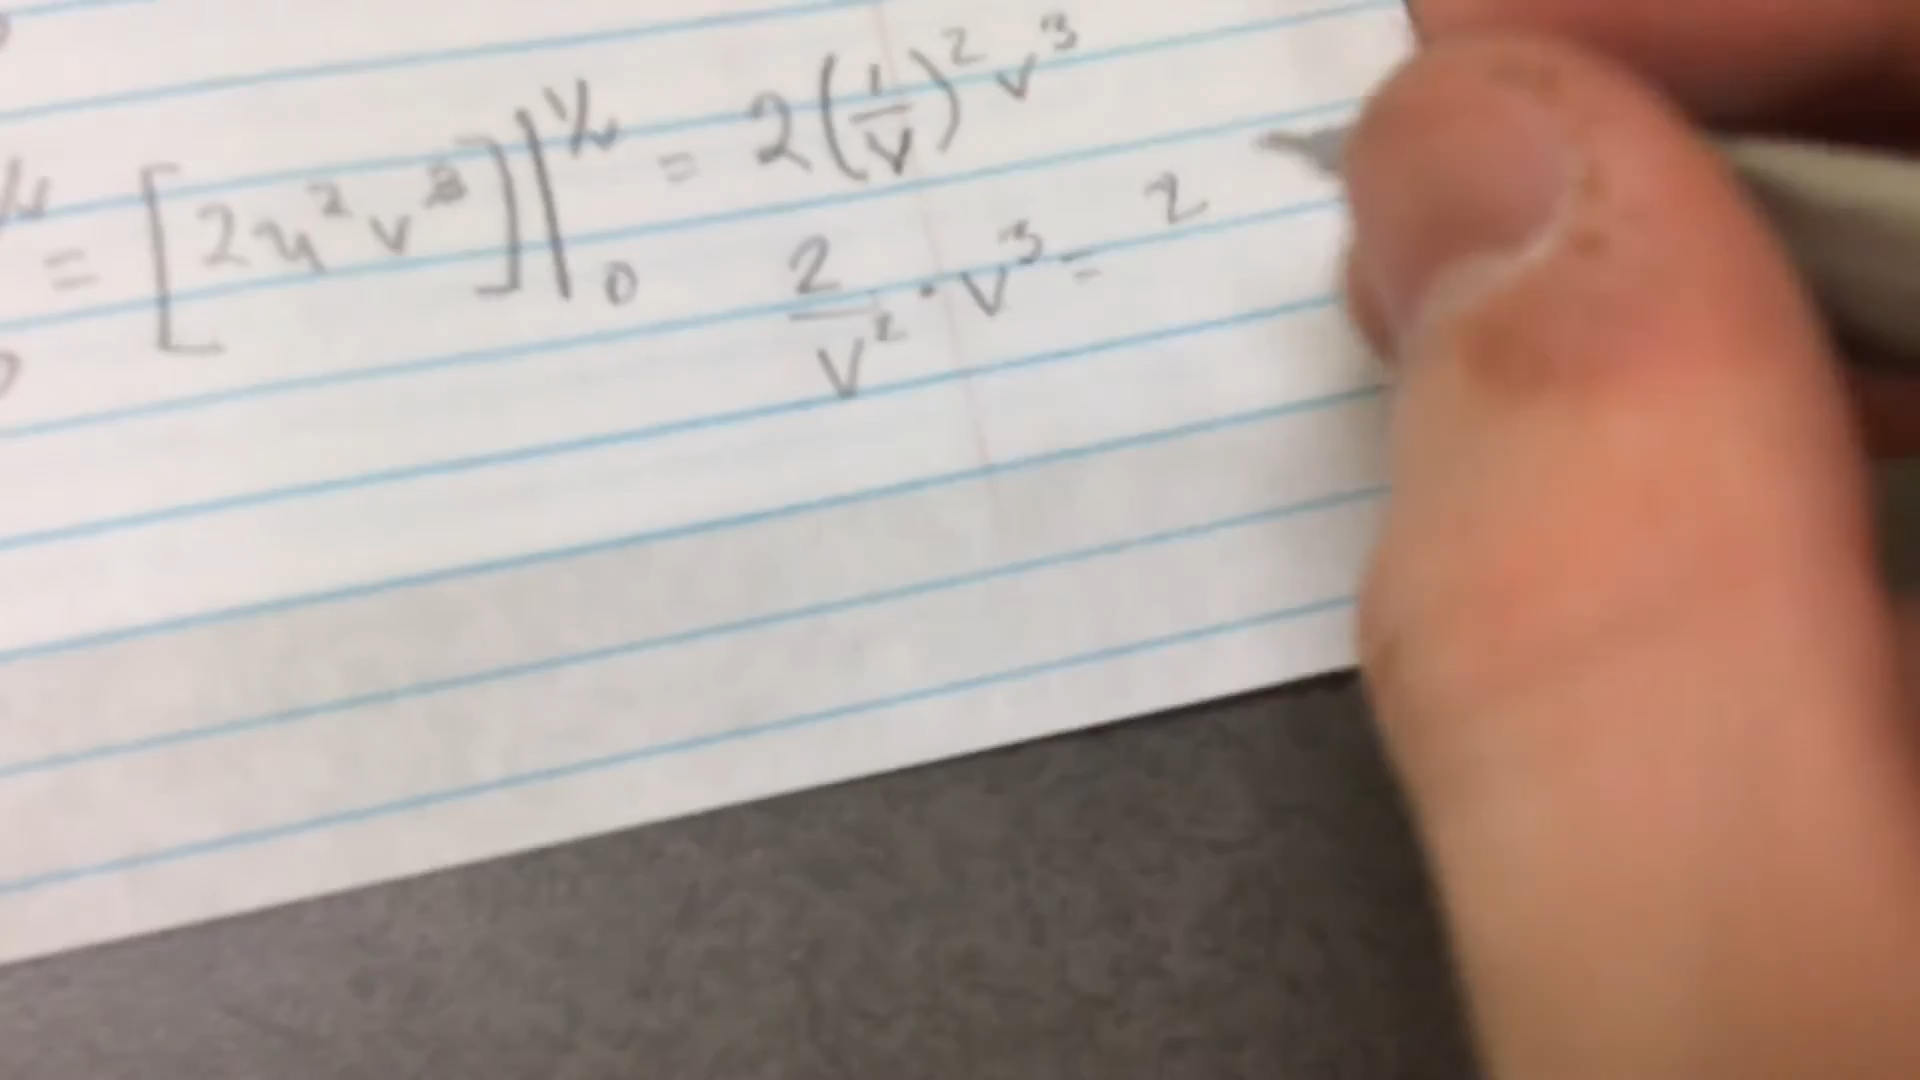 = [2u²v³]|₀^{1/v} = 2(1/v)²v³
2/v² · v³ = 2